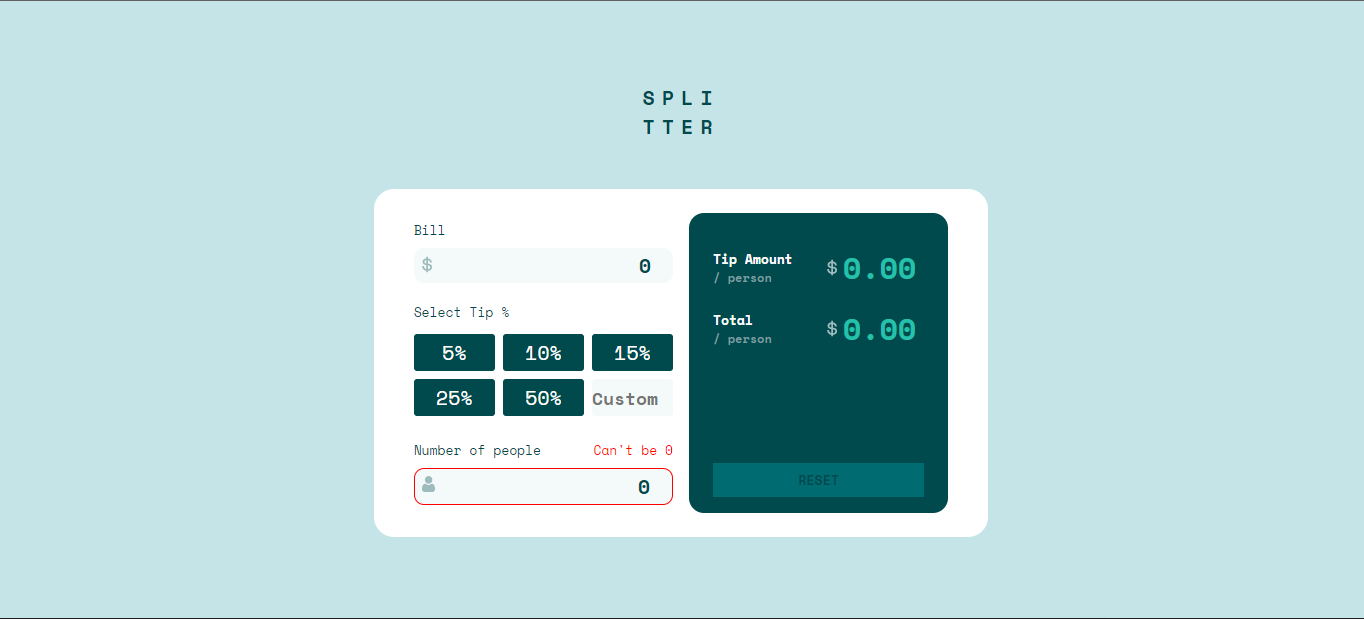 SPLI
TTER
Bill
$ 0
Select Tip %
5% 10% 15%
25% 50% Custom
Number of people Can't be 0
0
Tip Amount
/ person
$ 0.00
Total
/ person
$ 0.00
RESET